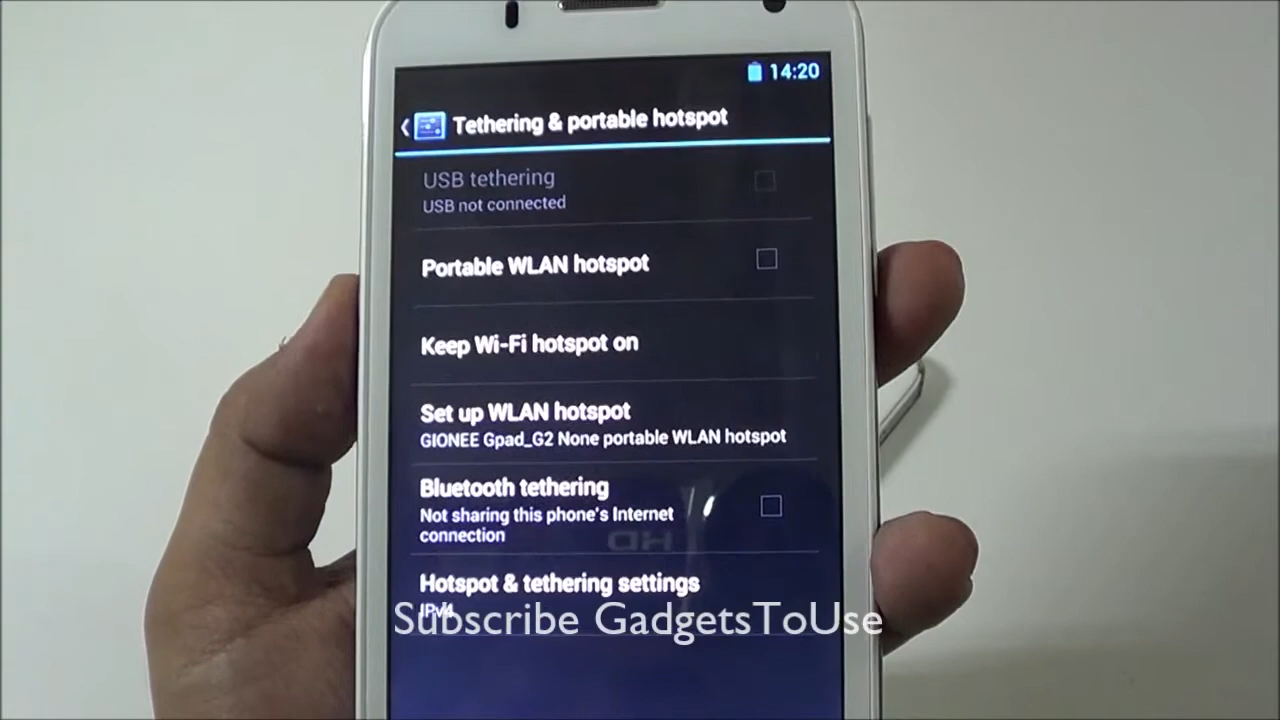 14:20
Tethering & portable hotspot
USB tethering
USB not connected
Portable WLAN hotspot
Keep Wi-Fi hotspot on
Set up WLAN hotspot
GIONEE Gpad_G2 None portable WLAN hotspot
Bluetooth tethering
Not sharing this phone's Internet
connection
HD
Hotspot & tethering settings
IPv4
Subscribe GadgetsToUse